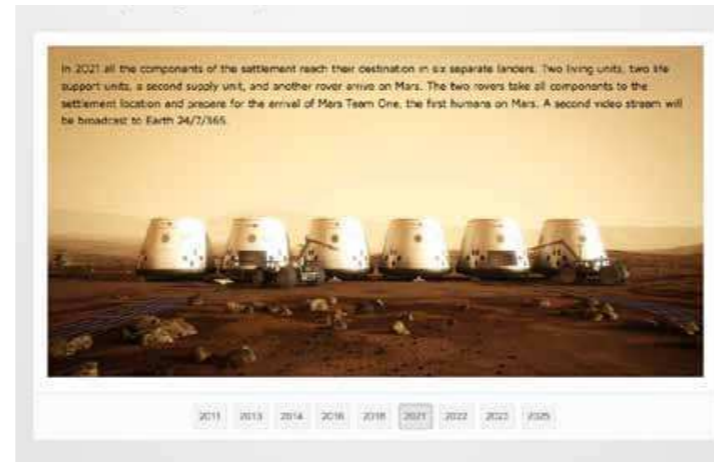 In 2021 all the components of the sattlement reach their destination in six separate landers. Two living units, two life
support units, a second supply unit, and another rover arrive on Mars. The two rovers take all components to the
settlement location and prepare for the arrival of Mars Team One, the first humans on Mars. A second video stream will
be broadcast to Earth 24/7/365.
2011 2013 2014 2016 2018 2021 2022 2023 2025